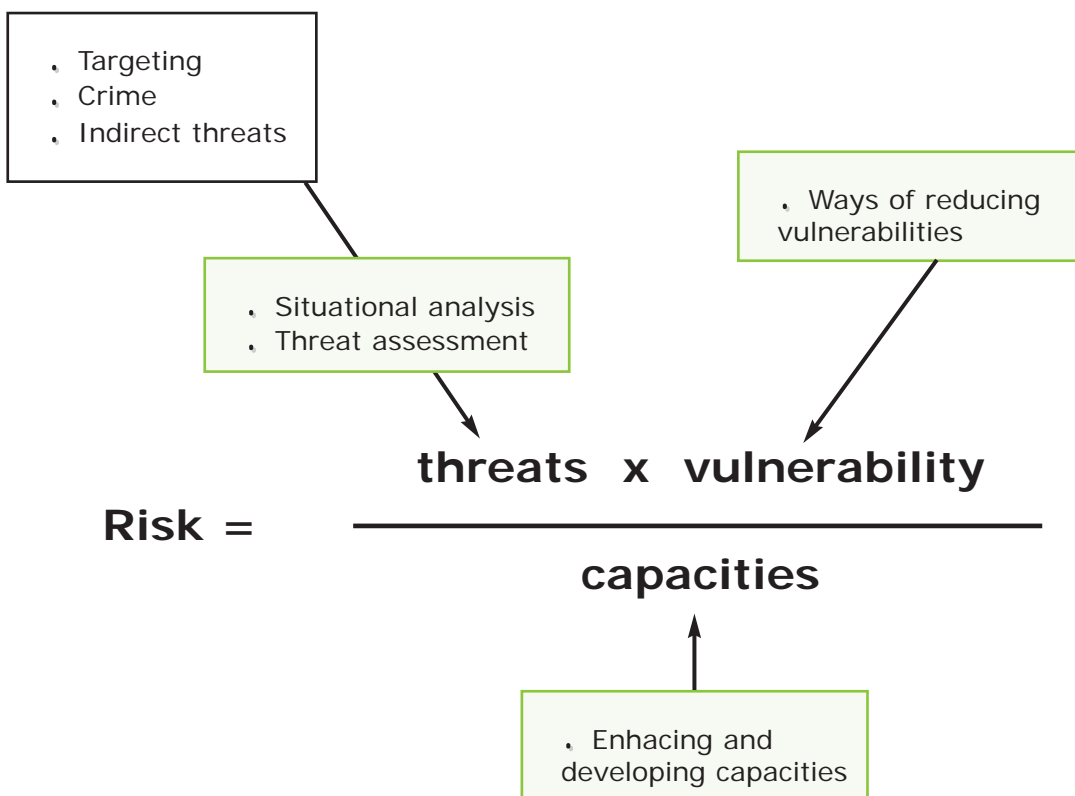 . Targeting
. Crime
. Indirect threats
. Ways of reducing
vulnerabilities
. Situational analysis
. Threat assessment
threats x vulnerability
Risk =
capacities
. Enhacing and
developing capacities